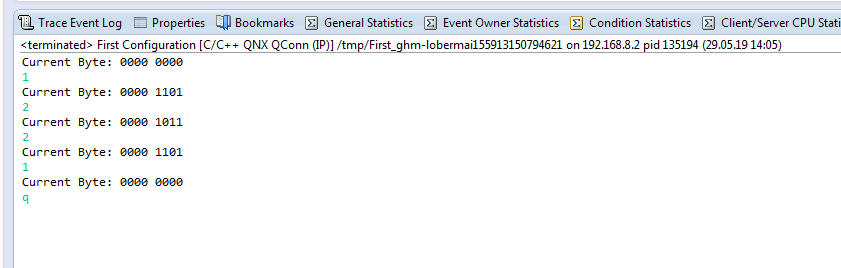 Trace Event Log Properties Bookmarks General Statistics Event Owner Statistics Condition Statistics Client/Server CPU Stati
<terminated> First Configuration [C/C++ QNX QConn (IP)] /tmp/First_ghm-lobermai155913150794621 on 192.168.8.2 pid 135194 (29.05.19 14:05)
Current Byte: 0000 0000
1
Current Byte: 0000 1101
2
Current Byte: 0000 1011
2
Current Byte: 0000 1101
1
Current Byte: 0000 0000
q